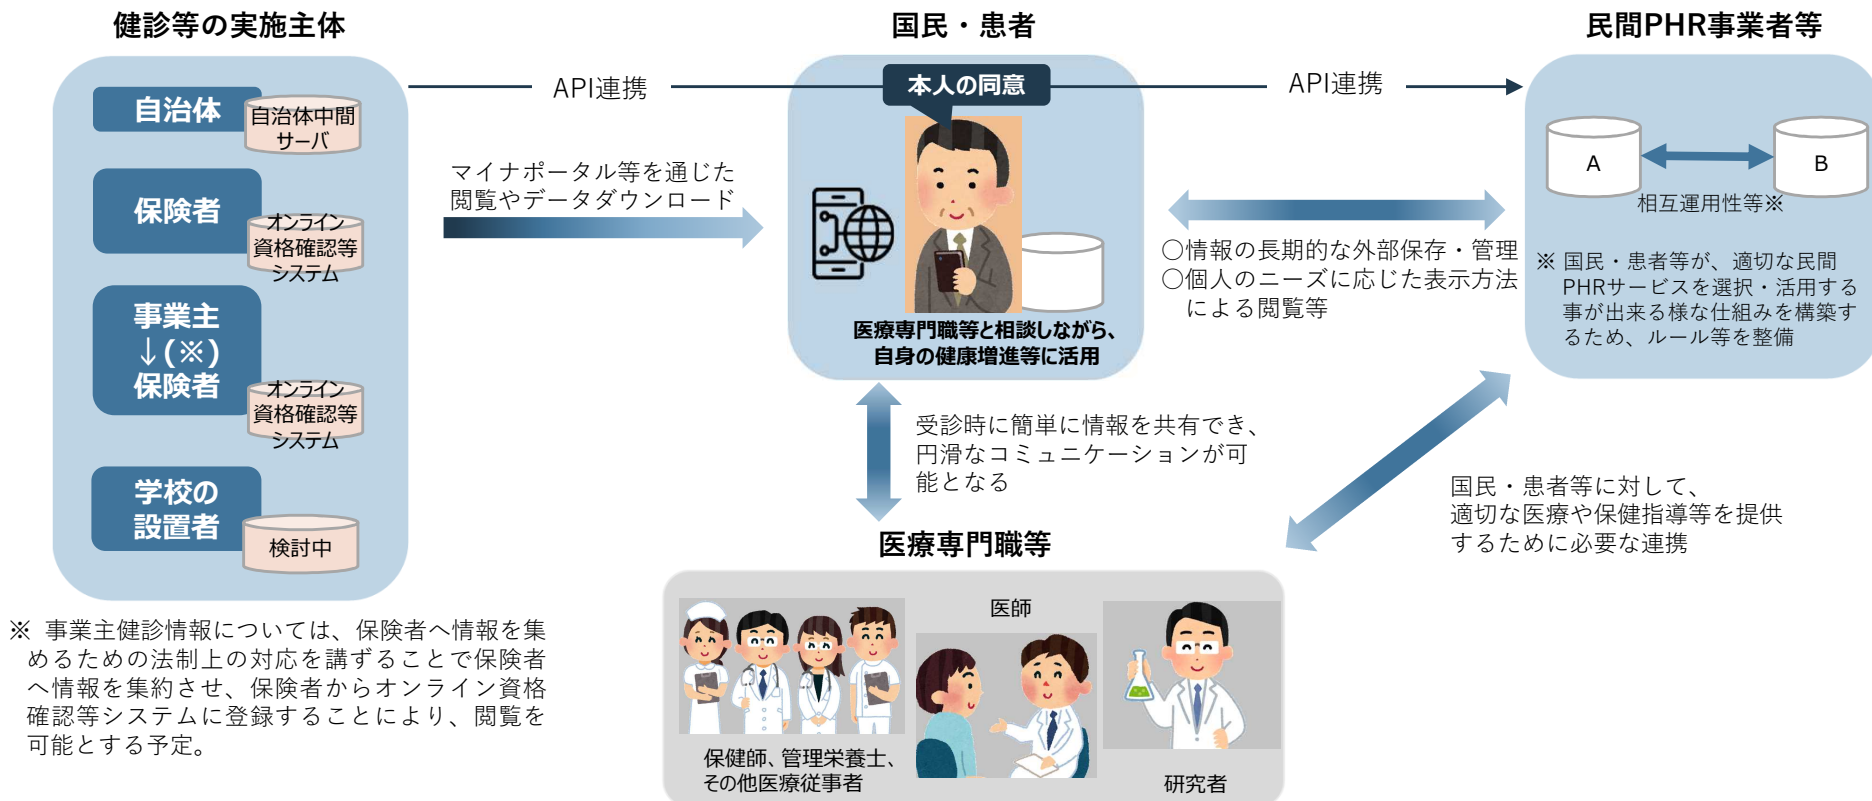 健診等の実施主体
国民・患者
民間PHR事業者等
自治体
自治体中間
サーバ
保険者
オンライン
資格確認等
システム
事業主
↓(※)
保険者
オンライン
資格確認等
システム
学校の
設置者
検討中
API連携
マイナポータル等を通じた
閲覧やデータダウンロード
本人の同意
医療専門職等と相談しながら、
自身の健康増進等に活用
API連携
○情報の長期的な外部保存・管理
○個人のニーズに応じた表示方法
による閲覧等
A
B
相互運用性等※
※ 国民・患者等が、適切な民間
PHRサービスを選択・活用する
事が出来る様な仕組みを構築す
るため、ルール等を整備
受診時に簡単に情報を共有でき、
円滑なコミュニケーションが可
能となる
国民・患者等に対して、
適切な医療や保健指導等を提供
するために必要な連携
医療専門職等
医師
保健師、管理栄養士、
その他医療従事者
研究者
※ 事業主健診情報については、保険者へ情報を集
めるための法制上の対応を講ずることで保険者
へ情報を集約させ、保険者からオンライン資格
確認等システムに登録することにより、閲覧を
可能とする予定。